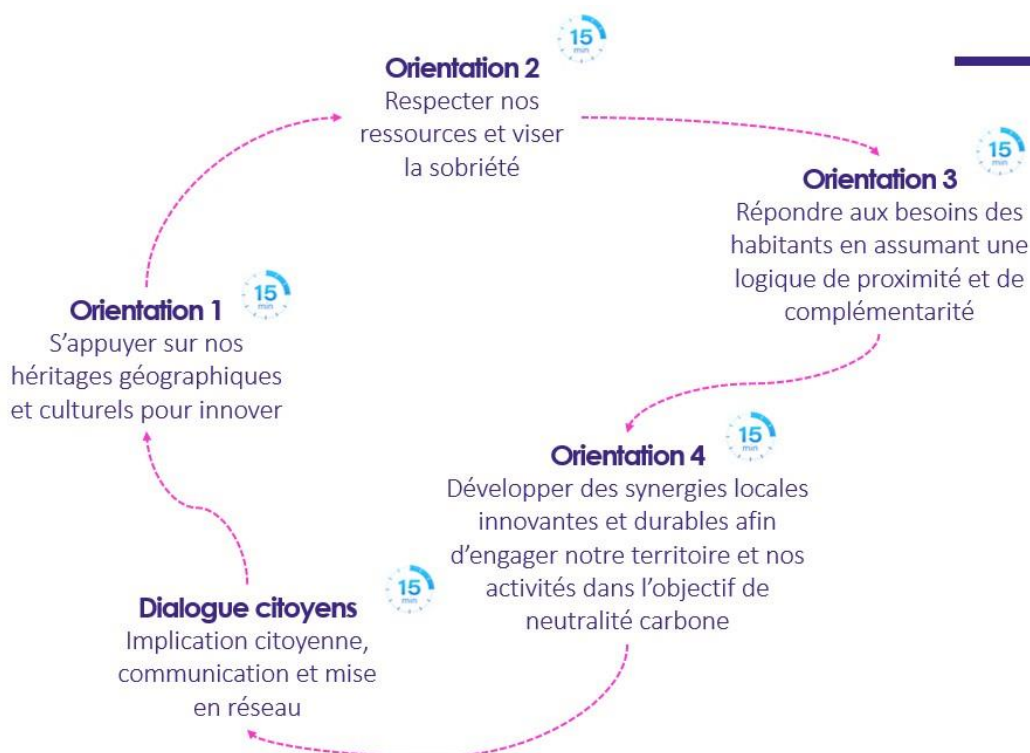 15
min
Orientation 1
S’appuyer sur nos
héritages géographiques
et culturels pour innover
15
min
Orientation 2
Respecter nos
ressources et viser
la sobriété
15
min
Orientation 3
Répondre aux besoins des
habitants en assumant une
logique de proximité et de
complémentarité
15
min
Orientation 4
Développer des synergies locales
innovantes et durables afin
d’engager notre territoire et nos
activités dans l’objectif de
neutralité carbone
15
min
Dialogue citoyens
Implication citoyenne,
communication et mise
en réseau